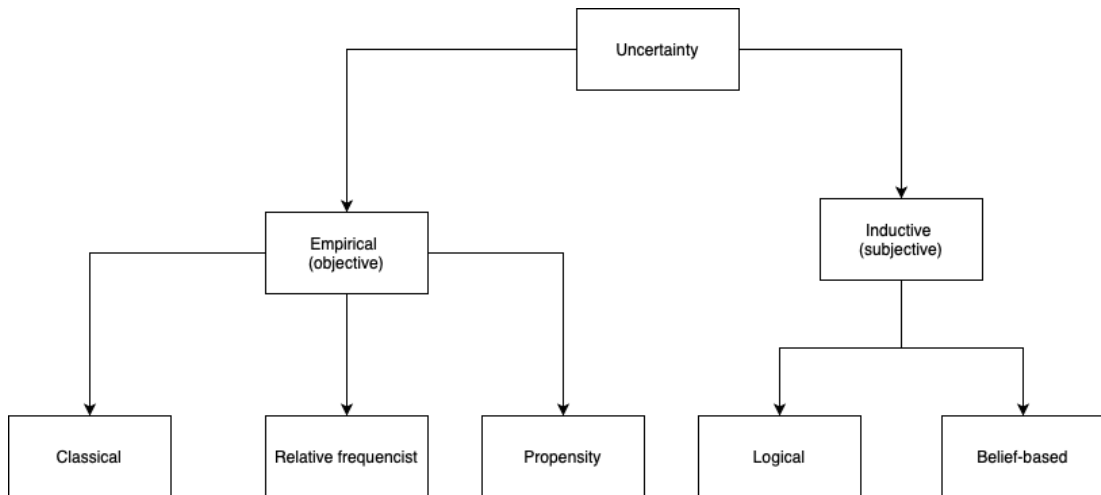 Uncertainty
Empirical
(objective)
Inductive
(subjective)
Classical
Relative frequencist
Propensity
Logical
Belief-based